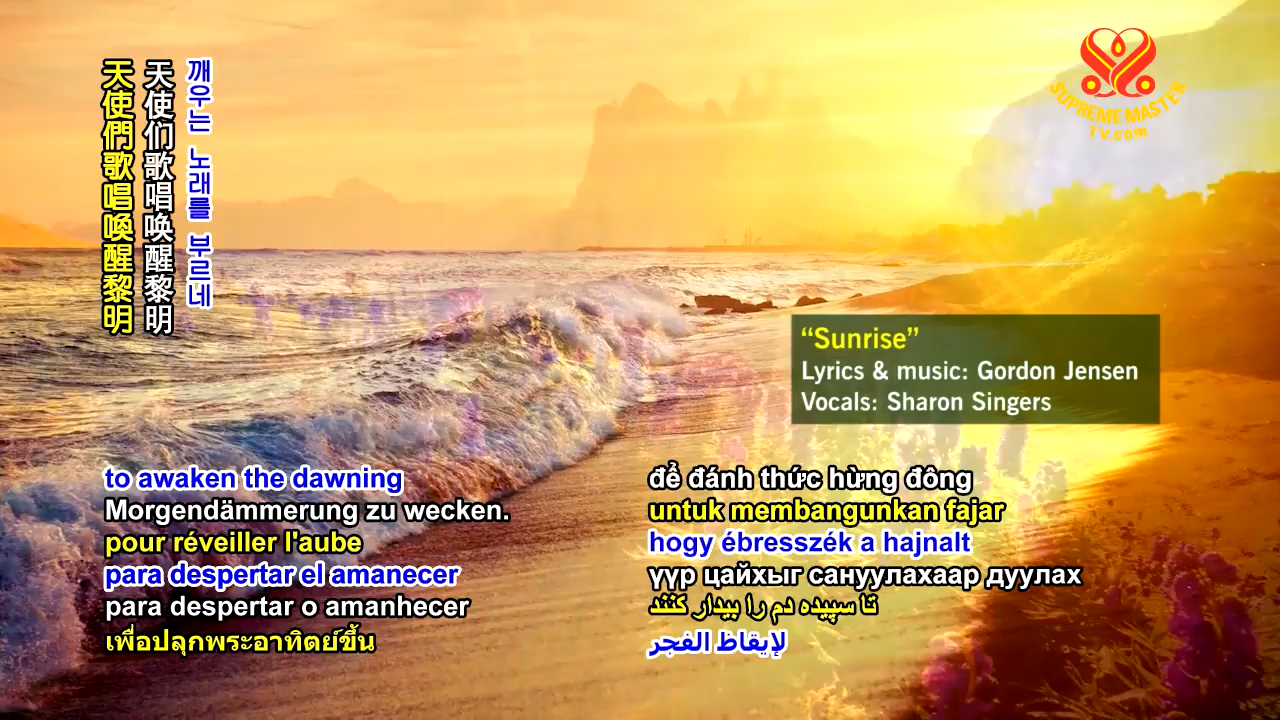 天使們歌唱喚醒黎明
天使们歌唱唤醒黎明
깨우는 노래를 부르네
SUPREME MASTER
TV.com
“Sunrise”
Lyrics & music: Gordon Jensen
Vocals: Sharon Singers
to awaken the dawning
Morgendämmerung zu wecken.
pour réveiller l'aube
para despertar el amanecer
para despertar o amanhecer
เพื่อปลุกพระอาทิตย์ขึ้น
để đánh thức hừng đông
untuk membangunkan fajar
hogy ébresszék a hajnalt
үүр цайхыг сануулахаар дуулах
تا سپیده دم را بیدار کنند
لإيقاظ الفجر